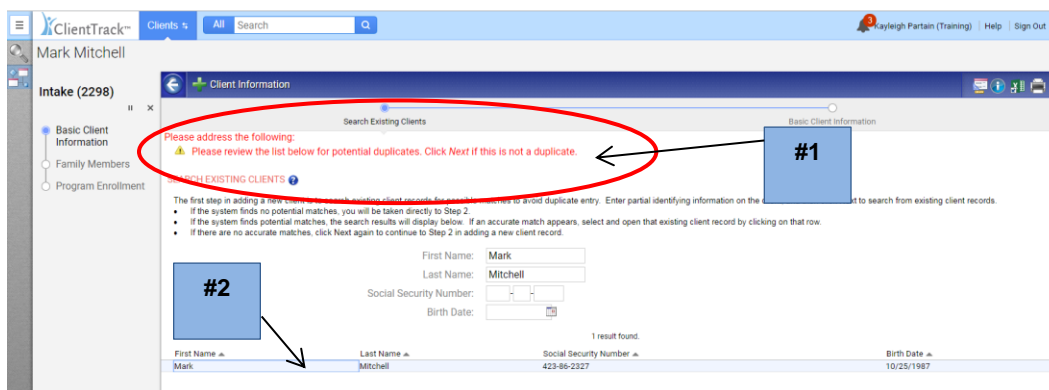 ClientTrack™ Clients All Search 3 Kayleigh Partain (Training) Help Sign Out
Mark Mitchell
Intake (2298)
Basic Client Information
Family Members
Program Enrollment
Client Information
Search Existing Clients Basic Client Information
Please address the following:
Please review the list below for potential duplicates. Click Next if this is not a duplicate.
#1
SEARCH EXISTING CLIENTS
The first step in adding a new client is to search existing client records for possible matches to avoid duplicate entry. Enter partial identifying information on the to search from existing client records.
If the system finds no potential matches, you will be taken directly to Step 2.
If the system finds potential matches, the search results will display below. If an accurate match appears, select and open that existing client record by clicking on that row.
If there are no accurate matches, click Next again to continue to Step 2 in adding a new client record.
First Name: Mark
Last Name: Mitchell
#2
Social Security Number: - -
Birth Date:
1 result found.
First Name Last Name Social Security Number Birth Date
Mark Mitchell 423-86-2327 10/25/1987